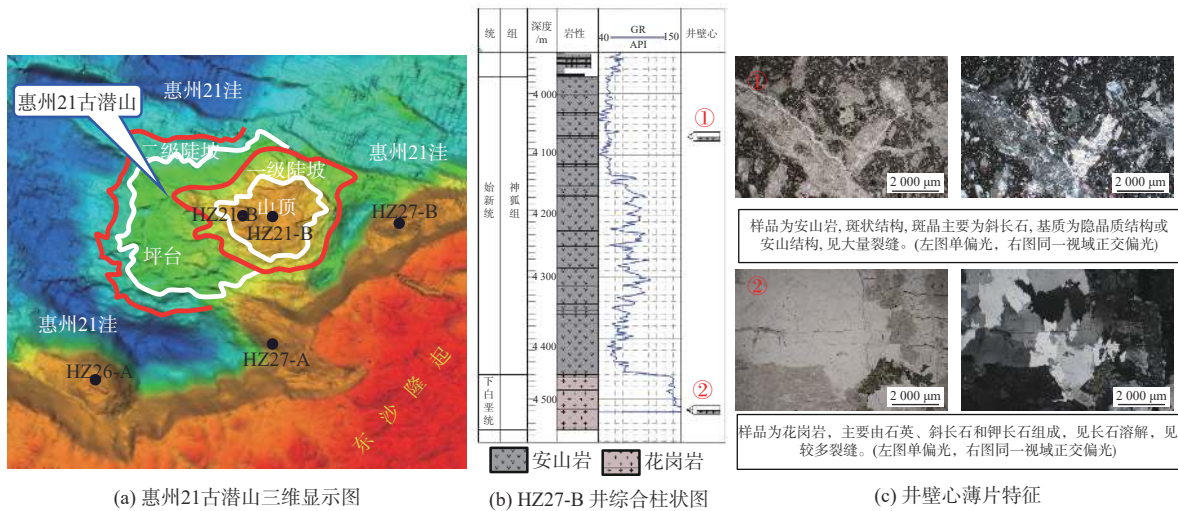 惠州21洼
惠州21古潜山
二级陡坡
一级陡坡
惠州21洼
山顶
HZ21-B
HZ27-B
HZ21-B
坪台
惠州21洼
HZ27-A
HZ26-A
东沙隆起
(a) 惠州21古潜山三维显示图
统
组
深度
/m
岩性
GR
40
150
API
井壁心
4 000
①
4 100
始新统
神狐组
4 200
4 300
4 400
下白垩统
4 500
②
安山岩
花岗岩
(b) HZ27-B 井综合柱状图
①
2 000 μm
2 000 μm
样品为安山岩, 斑状结构, 斑晶主要为斜长石, 基质为隐晶质结构或
安山结构, 见大量裂缝。(左图单偏光，右图同一视域正交偏光)
②
2 000 μm
2 000 μm
样品为花岗岩，主要由石英、斜长石和钾长石组成，见长石溶解，见
较多裂缝。(左图单偏光，右图同一视域正交偏光)
(c) 井壁心薄片特征